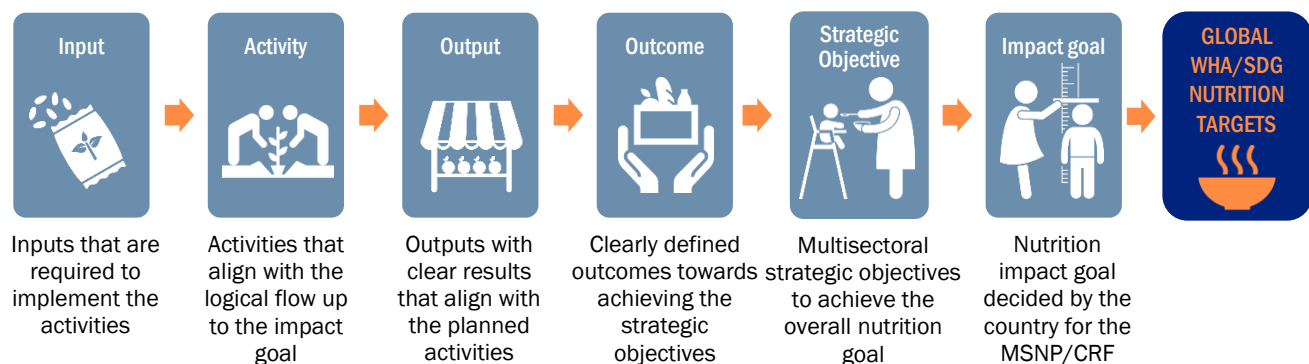 Input
Activity
Output
Outcome
Strategic
Objective
Impact goal
GLOBAL
WHA/SDG
NUTRITION
TARGETS
Inputs that are
required to
implement the
activities
Activities that
align with the
logical flow up
to the impact
goal
Outputs with
clear results
that align with
the planned
activities
Clearly defined
outcomes towards
achieving the
strategic
objectives
Multisectoral
strategic objectives
to achieve the
overall nutrition
goal
Nutrition
impact goal
decided by the
country for the
MSNP/CRF